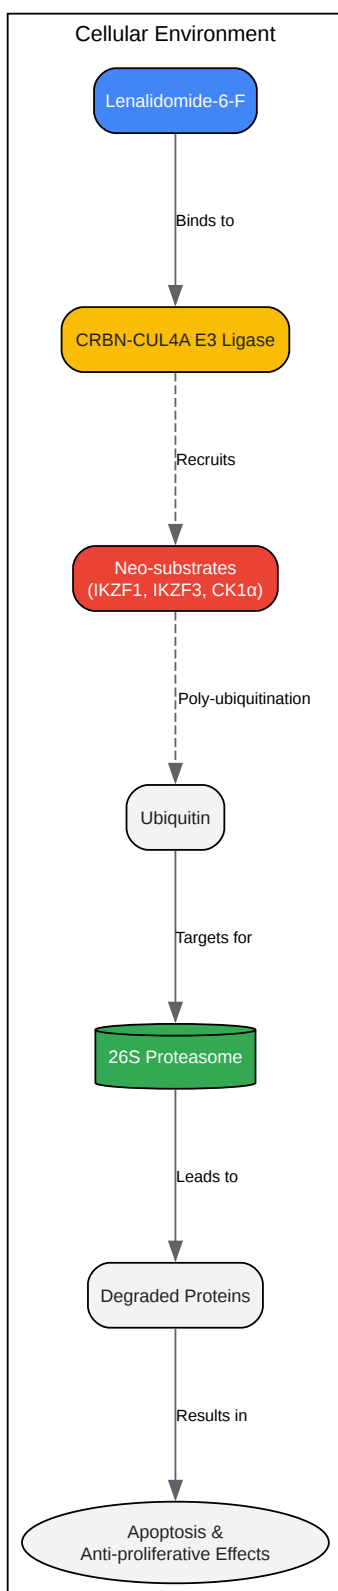 Cellular Environment
Lenalidomide-6-F
Binds to
CRBN-CUL4A E3 Ligase
Recruits
Neo-substrates
(IKZF1, IKZF3, CK1α)
Poly-ubiquitination
Ubiquitin
Targets for
26S Proteasome
Leads to
Degraded Proteins
Results in
Apoptosis &
Anti-proliferative Effects